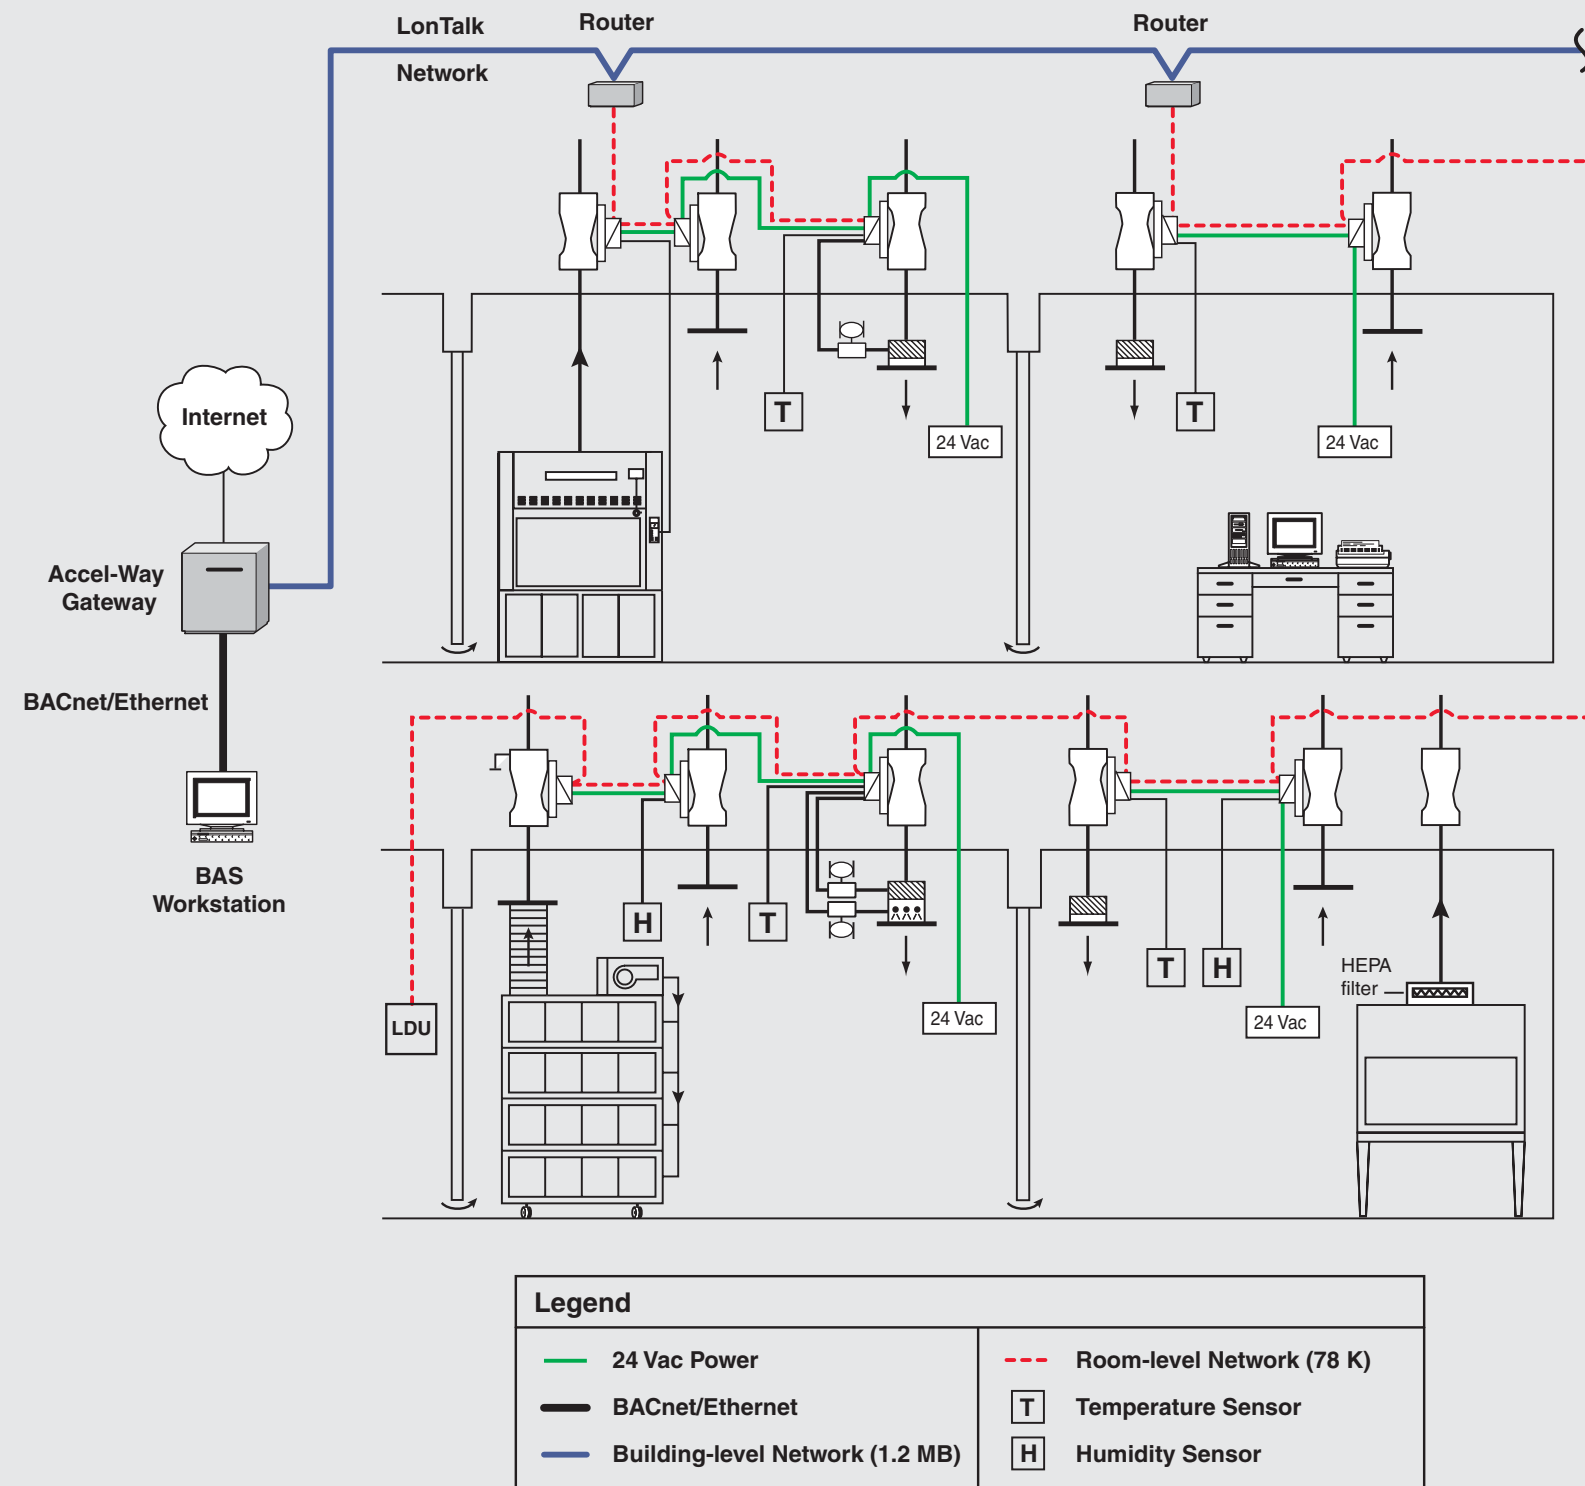 LonTalk
Network
Router
Router
T
24 Vac
T
24 Vac
Internet
Accel-Way
Gateway
BACnet/Ethernet
BAS
Workstation
H
T
24 Vac
LDU
T
H
24 Vac
HEPA
filter
Legend
24 Vac Power
BACnet/Ethernet
Building-level Network (1.2 MB)
Room-level Network (78 K)
T
Temperature Sensor
H
Humidity Sensor